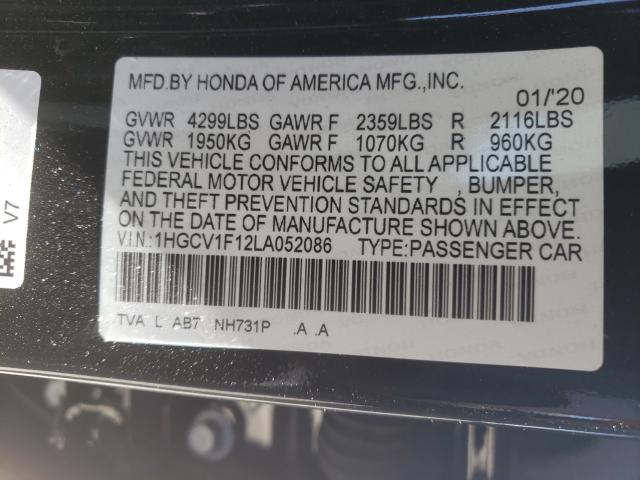 MFD.BY HONDA OF AMERICA MFG.,INC.
01/'20
GVWR 4299LBS GAWR F 2359LBS R 2116LBS
GVWR 1950KG GAWR F 1070KG R 960KG
THIS VEHICLE CONFORMS TO ALL APPLICABLE
FEDERAL MOTOR VEHICLE SAFETY , BUMPER,
AND THEFT PREVENTION STANDARDS IN EFFECT
ON THE DATE OF MANUFACTURE SHOWN ABOVE.
V.I.N.:1HGCV1F12LA052086 TYPE:PASSENGER CAR
TVA L AB7 NH731P .A .A
V7